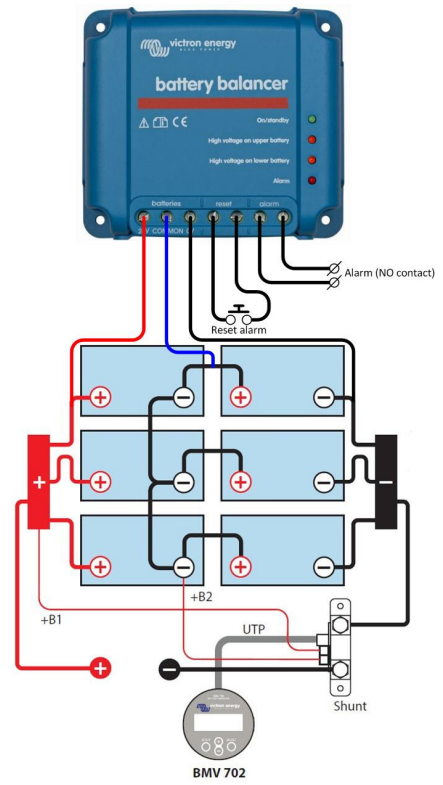 victron energy
BLUE POWER
battery balancer
CE
On/standby
High voltage on upper battery
High voltage on lower battery
Alarm
batteries reset alarm
24V COMMON 0V
Alarm (NO contact)
Reset alarm
+ - + -
+ + - + - -
+ - + -
+B2
+B1
UTP
+ -
Shunt
victron energy
BMV 702